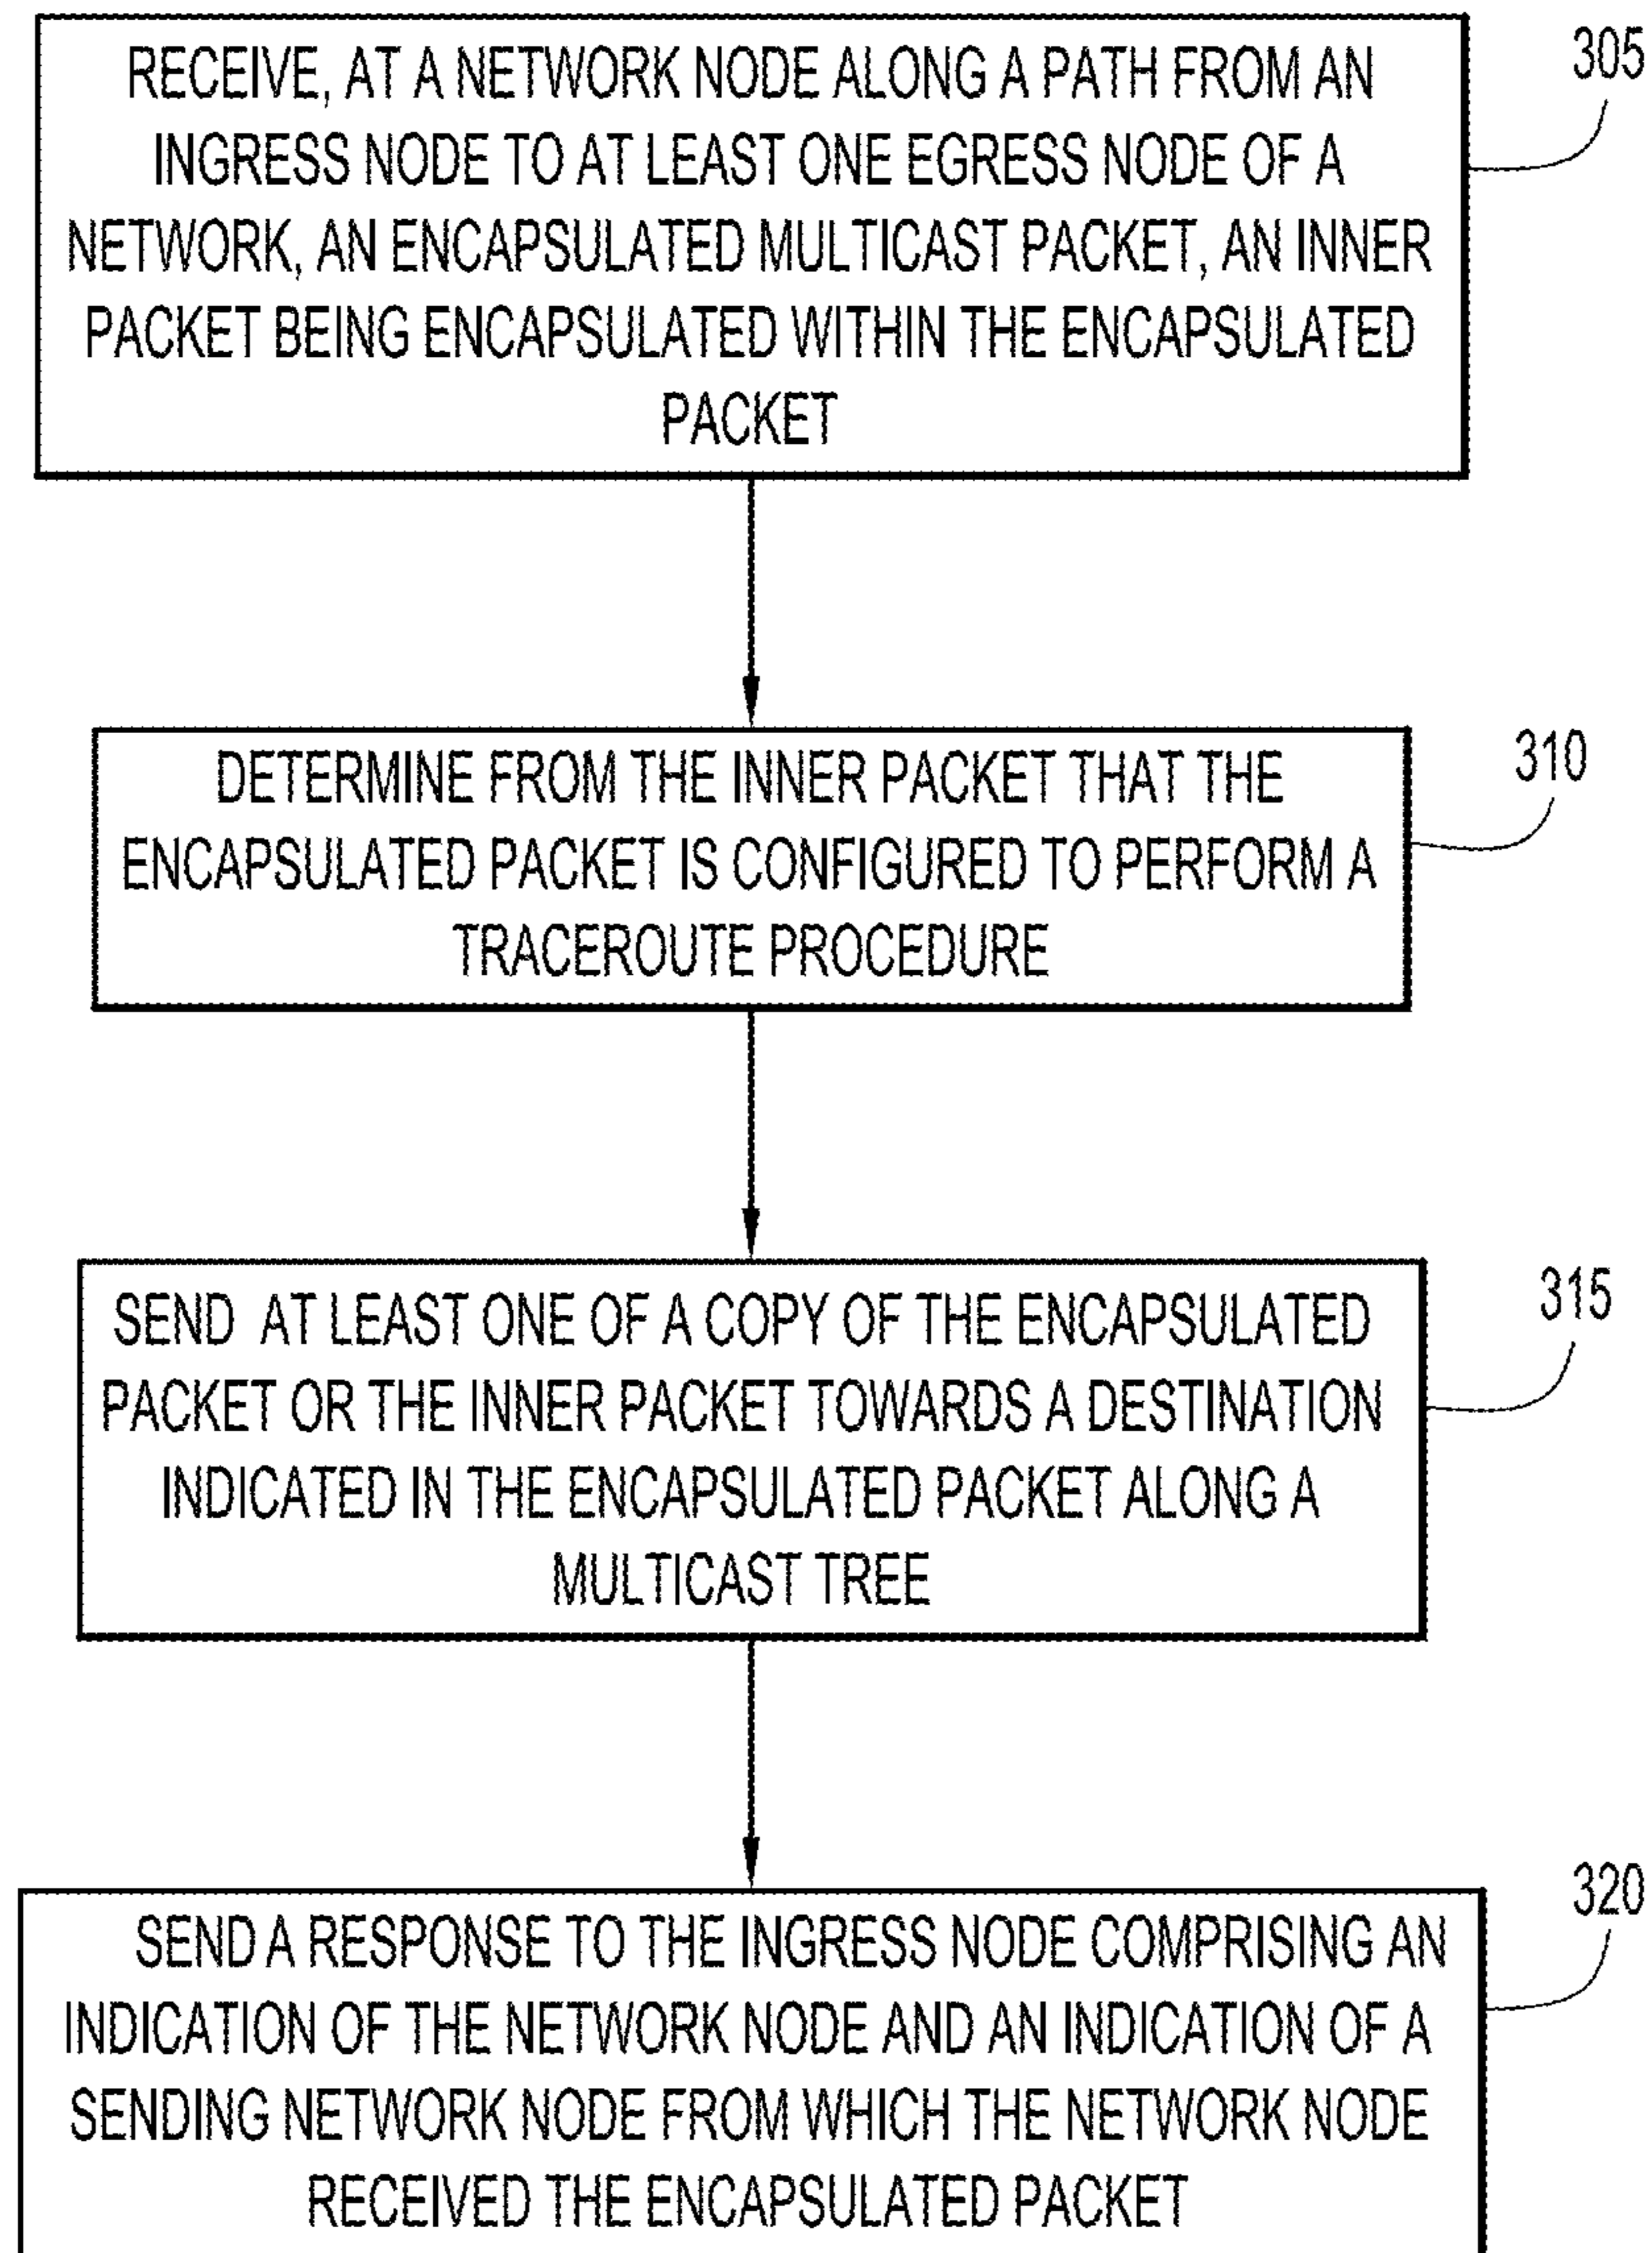 RECEIVE, AT A NETWORK NODE ALONG A PATH FROM AN
INGRESS NODE TO AT LEAST ONE EGRESS NODE OF A
NETWORK, AN ENCAPSULATED MULTICAST PACKET, AN INNER
PACKET BEING ENCAPSULATED WITHIN THE ENCAPSULATED
PACKET
305
DETERMINE FROM THE INNER PACKET THAT THE
ENCAPSULATED PACKET IS CONFIGURED TO PERFORM A
TRACEROUTE PROCEDURE
310
SEND AT LEAST ONE OF A COPY OF THE ENCAPSULATED
PACKET OR THE INNER PACKET TOWARDS A DESTINATION
INDICATED IN THE ENCAPSULATED PACKET ALONG A
MULTICAST TREE
315
SEND A RESPONSE TO THE INGRESS NODE COMPRISING AN
INDICATION OF THE NETWORK NODE AND AN INDICATION OF A
SENDING NETWORK NODE FROM WHICH THE NETWORK NODE
RECEIVED THE ENCAPSULATED PACKET
320